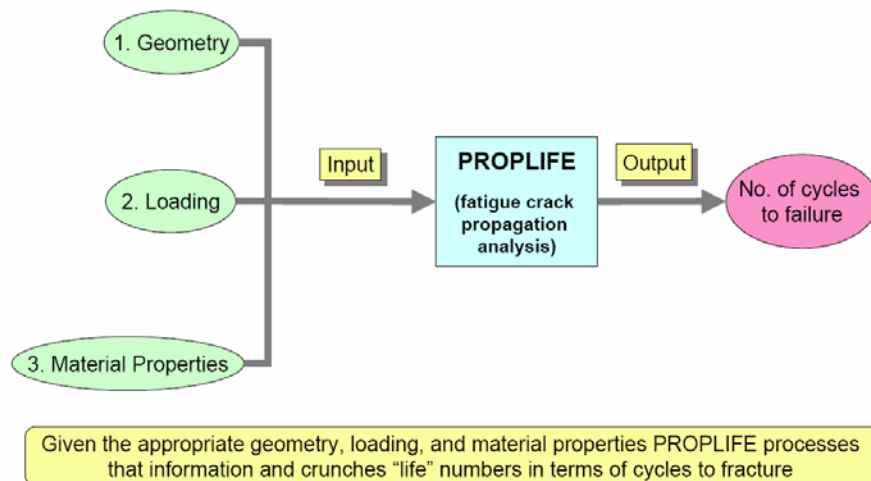 1. Geometry
2. Loading
3. Material Properties
Input
PROPLIFE
(fatigue crack
propagation
analysis)
Output
No. of cycles
to failure
Given the appropriate geometry, loading, and material properties PROPLIFE processes
that information and crunches “life” numbers in terms of cycles to fracture